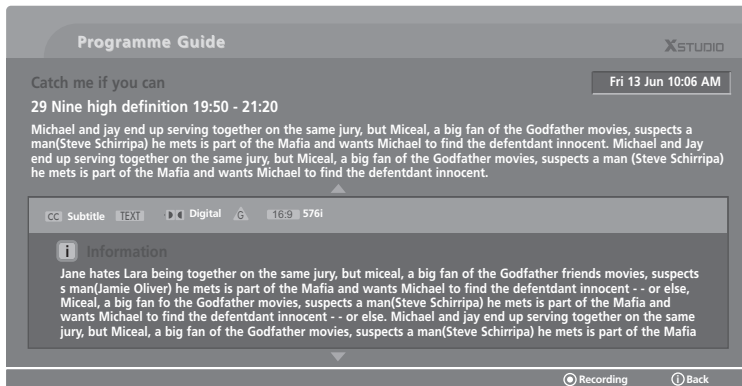 Programme Guide
XSTUDIO
Catch me if you can
Fri 13 Jun 10:06 AM
29 Nine high definition 19:50 - 21:20
Michael and jay end up serving together on the same jury, but Miceal, a big fan of the Godfather movies, suspects a
man(Steve Schirripa) he mets is part of the Mafia and wants Michael to find the defentdant innocent. Michael and Jay
end up serving together on the same jury, but Miceal, a big fan of the Godfather movies, suspects a man (Steve Schirripa)
he mets is part of the Mafia and wants Michael to find the defentdant innocent.
CC Subtitle TEXT Digital G 16:9 576i
i Information
Jane hates Lara being together on the same jury, but miceal, a big fan of the Godfather friends movies, suspects
s man(Jamie Oliver) he mets is part of the Mafia and wants Michael to find the defentdant innocent - - or else,
Miceal, a big fan fo the Godfather movies, suspects a man(Steve Schirripa) he mets is part of the Mafia and
wants Michael to find the defentdant innocent - - or else. Michael and jay end up serving together on the same
jury, but Miceal, a big fan of the Godfather movies, suspects a man(Steve Schirripa) he mets is part of the Mafia
Recording i Back